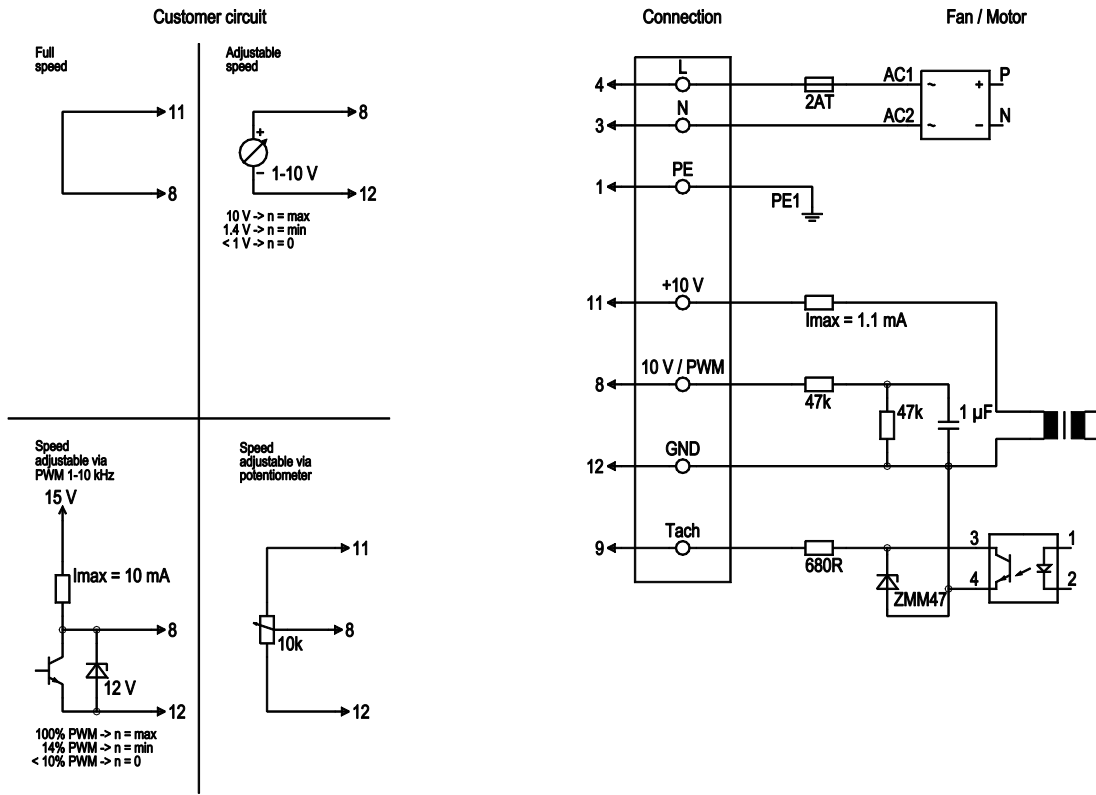 Customer circuit
Connection
Fan / Motor
Full
speed
11
8
Adjustable
speed
8
+
–
1-10 V
12
10 V -> n = max
1.4 V -> n = min
< 1 V -> n = 0
Speed
adjustable via
PWM 1-10 kHz
15 V
Imax = 10 mA
8
12 V
12
100% PWM -> n = max
14% PWM -> n = min
< 10% PWM -> n = 0
Speed
adjustable via
potentiometer
11
8
10k
12
4
L
2AT
AC1
~
+
P
3
N
AC2
~
–
N
1
PE
PE1
11
+10 V
Imax = 1.1 mA
8
10 V / PWM
47k
47k
1 µF
12
GND
9
Tach
680R
ZMM47
3
4
1
2